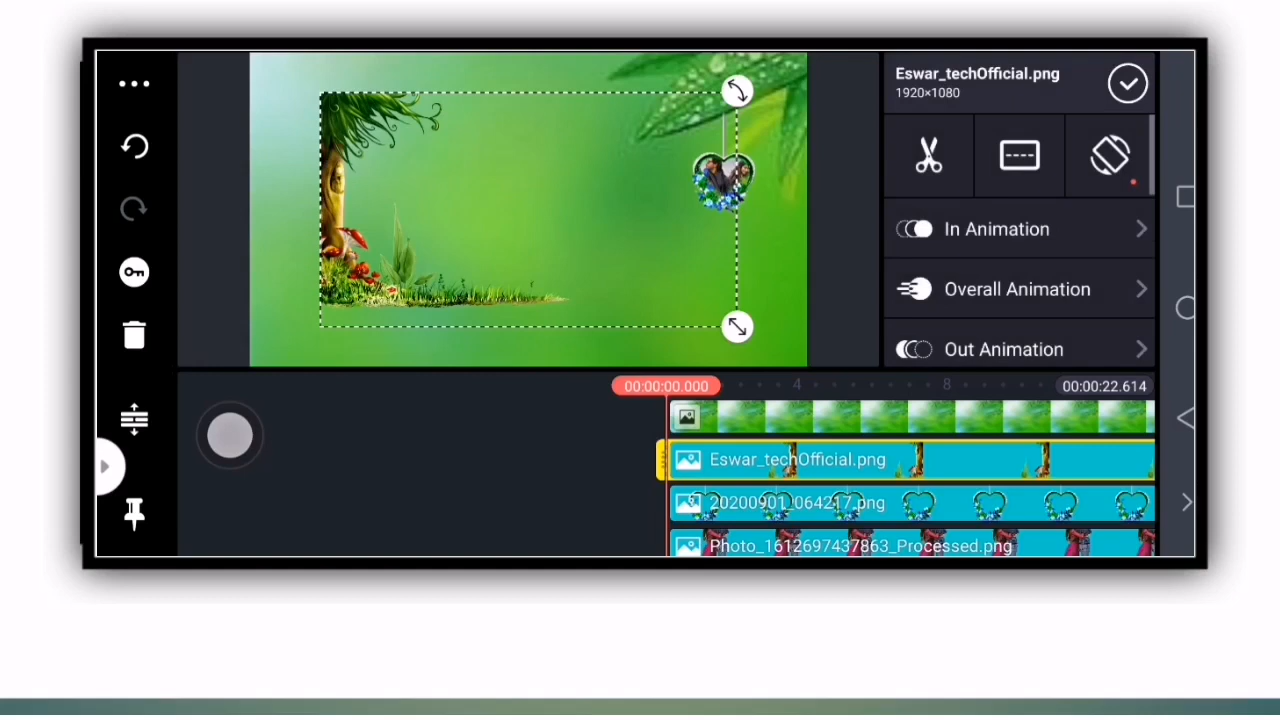 Eswar_techOfficial.png
1920×1080
In Animation
Overall Animation
Out Animation
00:00:00.000
4
8
00:00:22.614
Eswar_techOfficial.png
20200901_064217.png
Photo_1612697437863_Processed.png